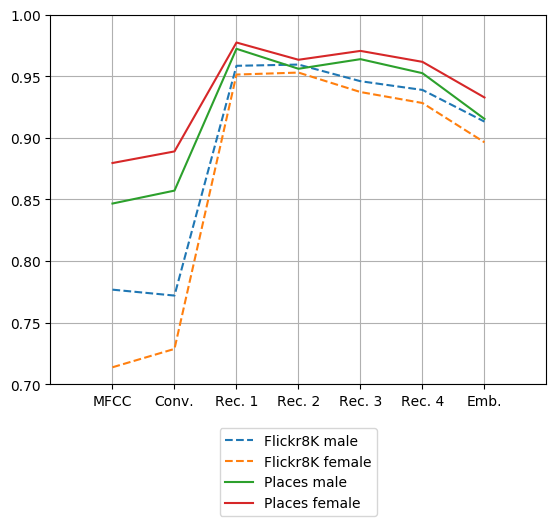 1.00
0.95
0.90
0.85
0.80
0.75
0.70
MFCC Conv. Rec. 1 Rec. 2 Rec. 3 Rec. 4 Emb.
Flickr8K male
Flickr8K female
Places male
Places female